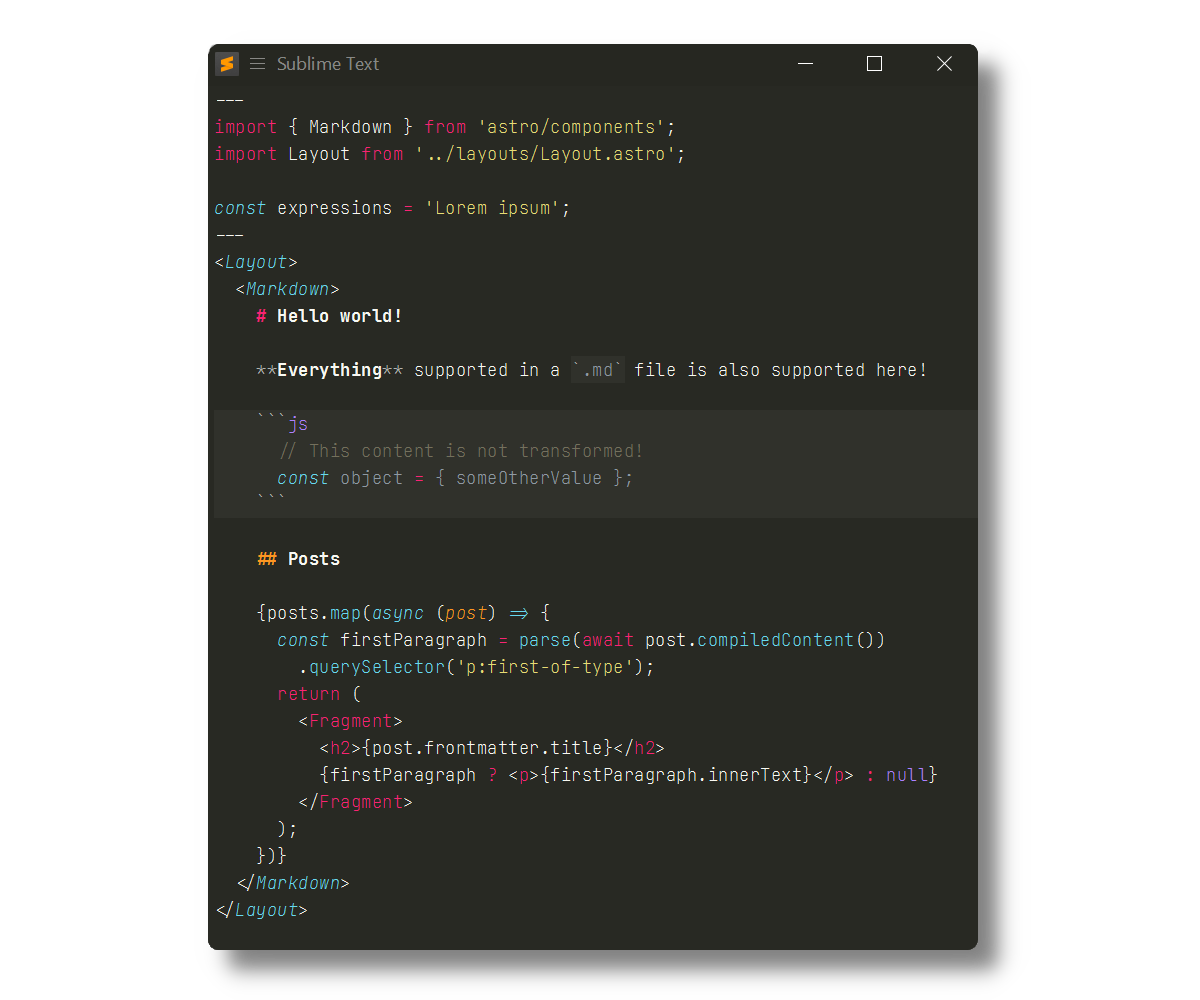 Sublime Text
---
import { Markdown } from 'astro/components';
import Layout from '../layouts/Layout.astro';

const expressions = 'Lorem ipsum';
---
<Layout>
  <Markdown>
    # Hello world!

    **Everything** supported in a `.md` file is also supported here!

    ```js
      // This content is not transformed!
      const object = { someOtherValue };
    ```

    ## Posts

    {posts.map(async (post) => {
      const firstParagraph = parse(await post.compiledContent())
        .querySelector('p:first-of-type');
      return (
        <Fragment>
          <h2>{post.frontmatter.title}</h2>
          {firstParagraph ? <p>{firstParagraph.innerText}</p> : null}
        </Fragment>
      );
    })}
  </Markdown>
</Layout>